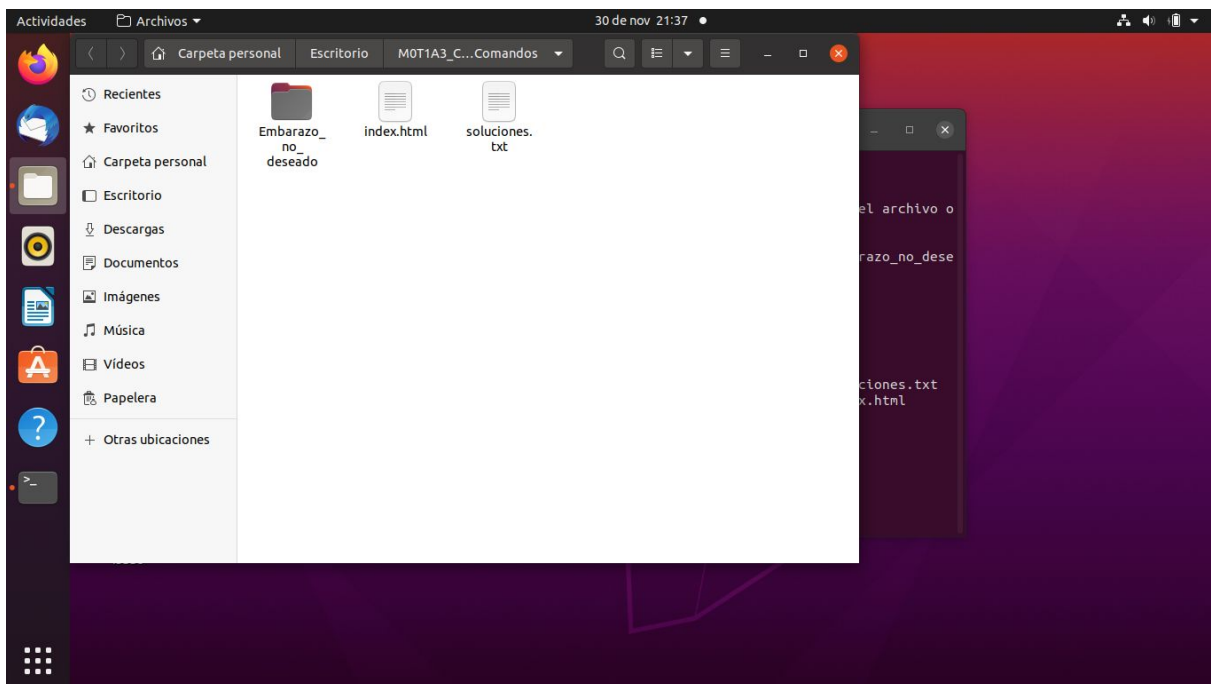 Actividades Archivos 30 de nov 21:37
Carpeta personal Escritorio M0T1A3_C...Comandos
Recientes
Favoritos
Carpeta personal
Escritorio
Descargas
Documentos
Imágenes
Música
Vídeos
Papelera
+ Otras ubicaciones
Embarazo_
no_
deseado
index.html
soluciones.
txt
el archivo o
razo_no_dese
ciones.txt
x.html